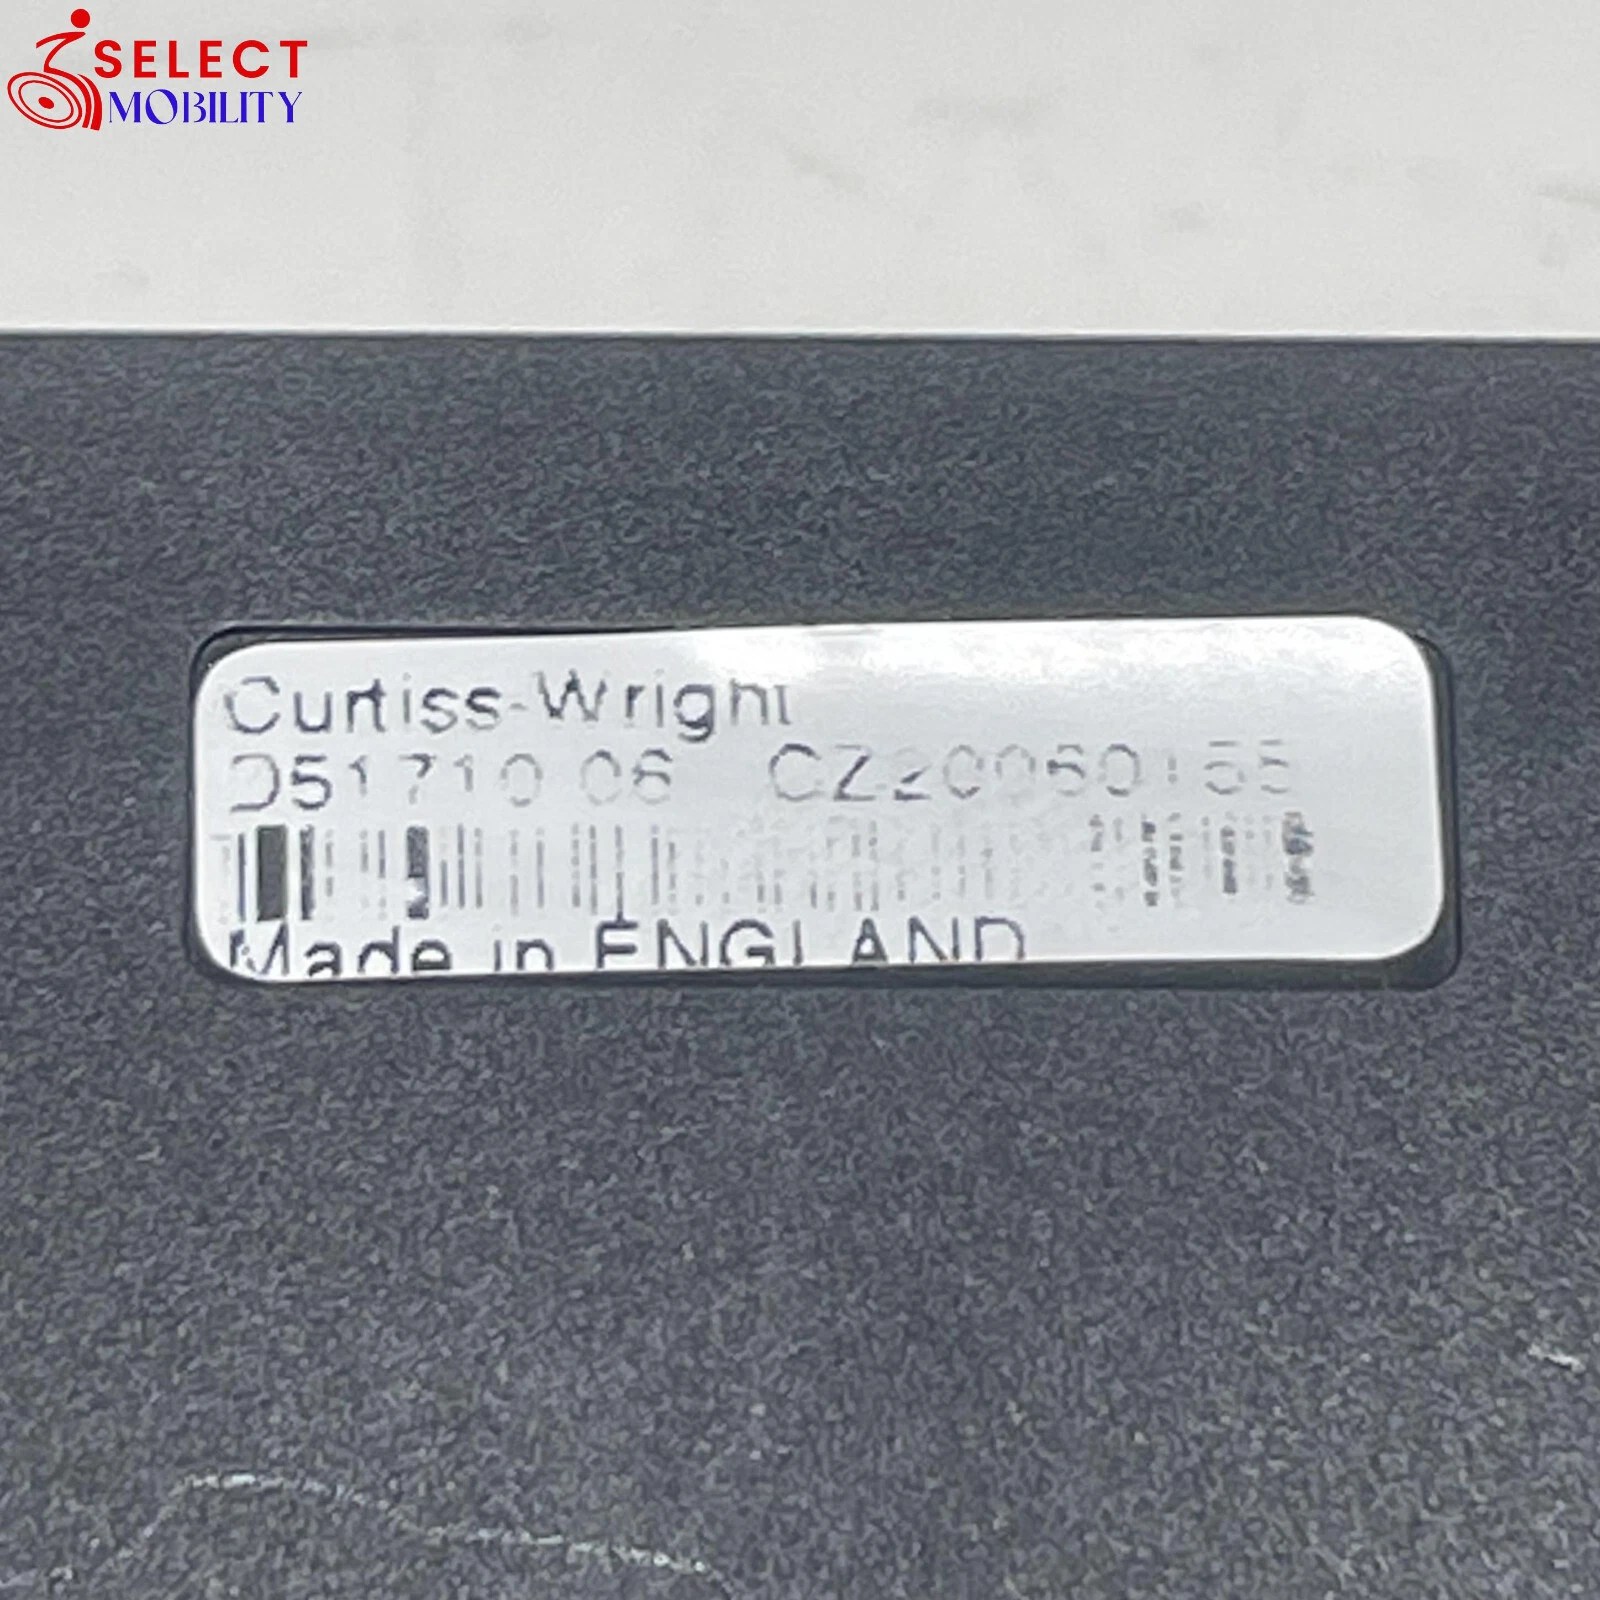 SELECT
MOBILITY
Curtiss-Wright
D51710.06 CZ20060155
Made in ENGLAND